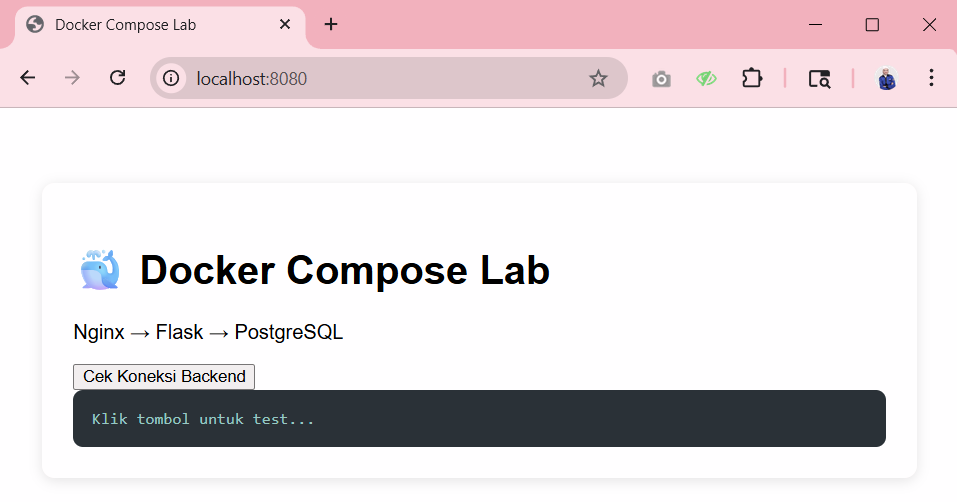 Docker Compose Lab
localhost:8080
Docker Compose Lab
Nginx → Flask → PostgreSQL
Cek Koneksi Backend
Klik tombol untuk test...